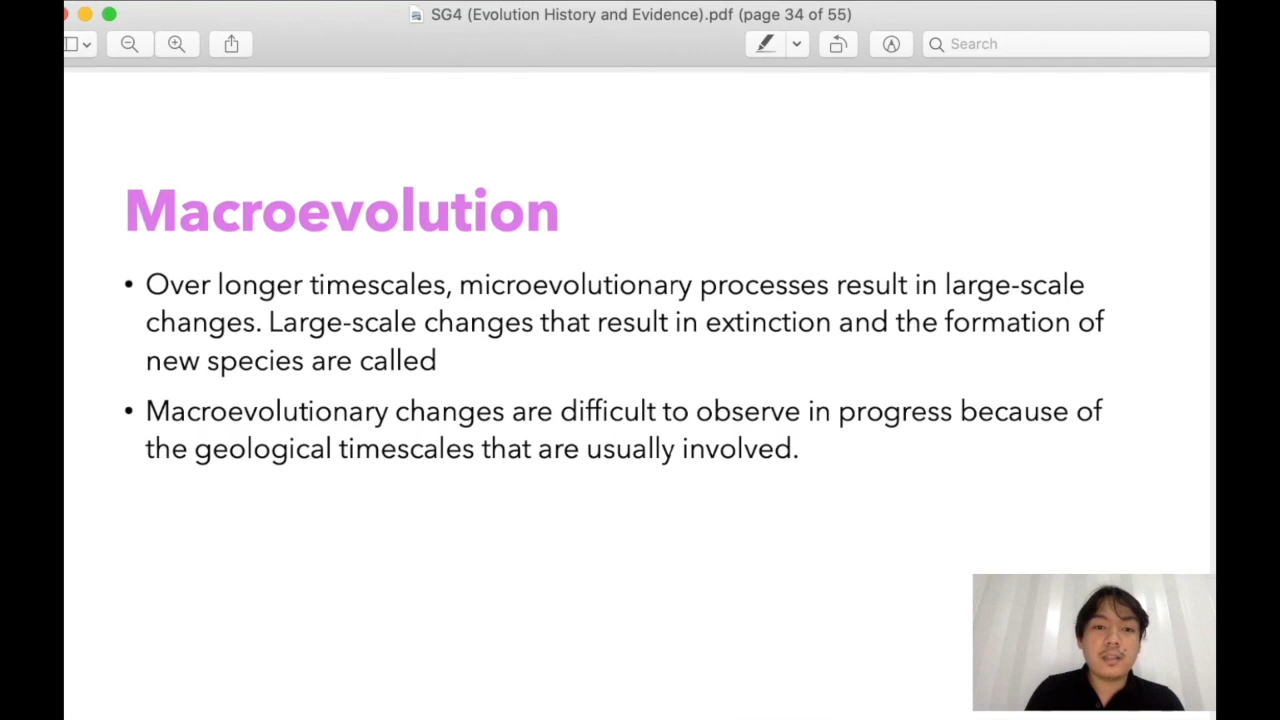 SG4 (Evolution History and Evidence).pdf (page 34 of 55)
Search
Macroevolution
• Over longer timescales, microevolutionary processes result in large-scale
changes. Large-scale changes that result in extinction and the formation of
new species are called
• Macroevolutionary changes are difficult to observe in progress because of
the geological timescales that are usually involved.